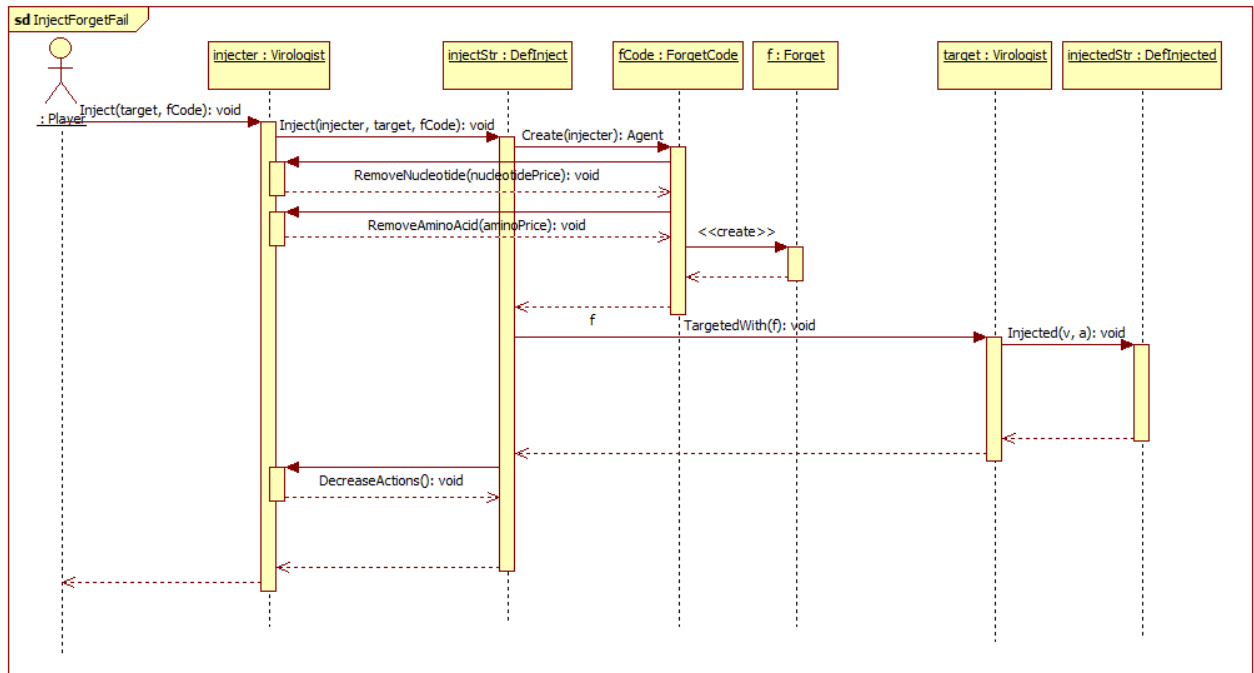 sd InjectForgetFail
injecter : Virologist
injectStr : DefInject
fCode : ForgetCode
f : Forget
target : Virologist
injectedStr : DefInjected
: Player
Inject(target, fCode): void
Inject(injecter, target, fCode): void
Create(injecter): Agent
RemoveNucleotide(nucleotidePrice): void
RemoveAminoAcid(aminoPrice): void
<<create>>
f
TargetedWith(f): void
Injected(v, a): void
DecreaseActions(): void